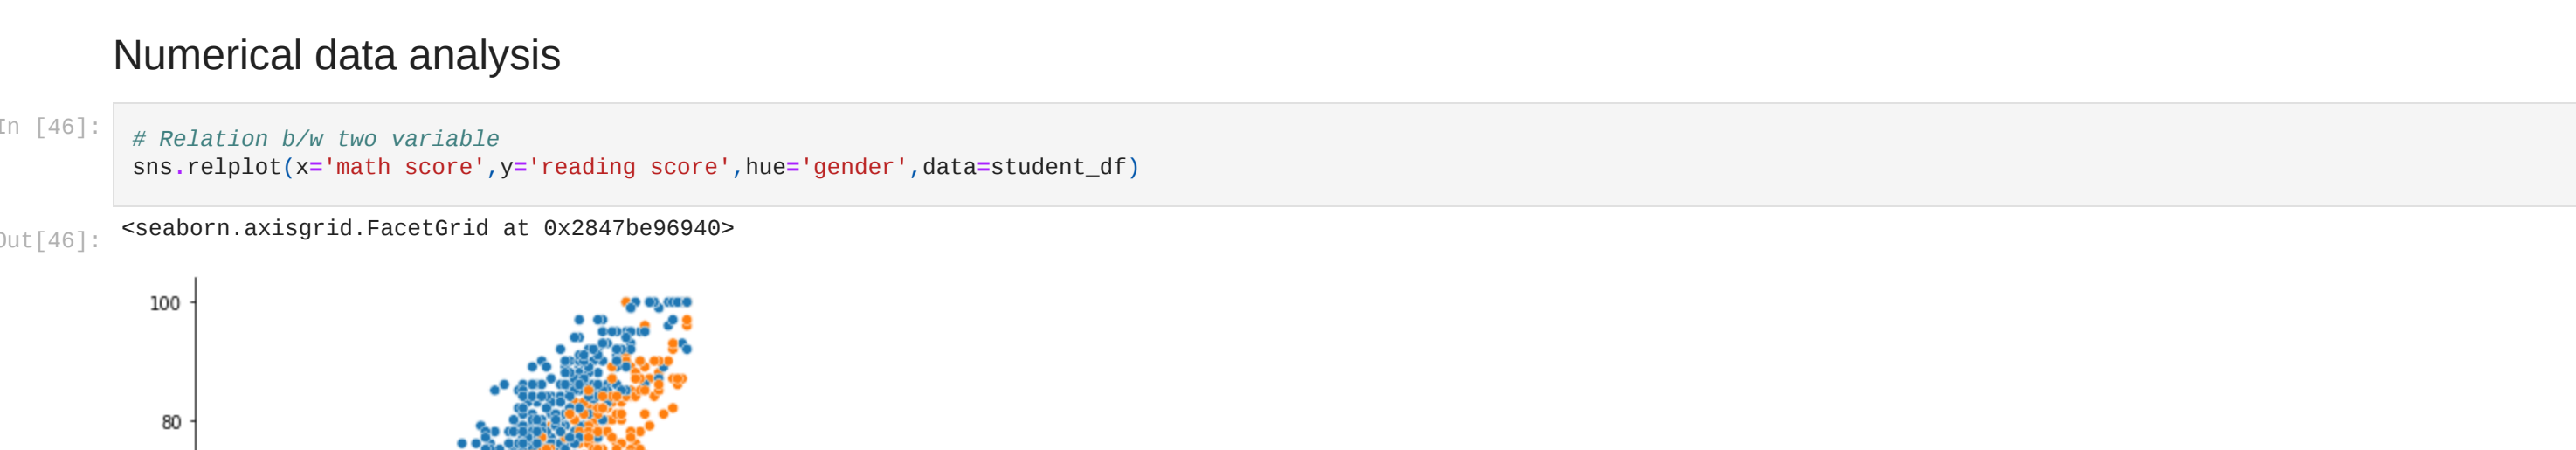 Numerical data analysis
In [46]:
# Relation b/w two variable
sns.relplot(x='math score',y='reading score',hue='gender',data=student_df)
Out[46]:
<seaborn.axisgrid.FacetGrid at 0x2847be96940>
100
80